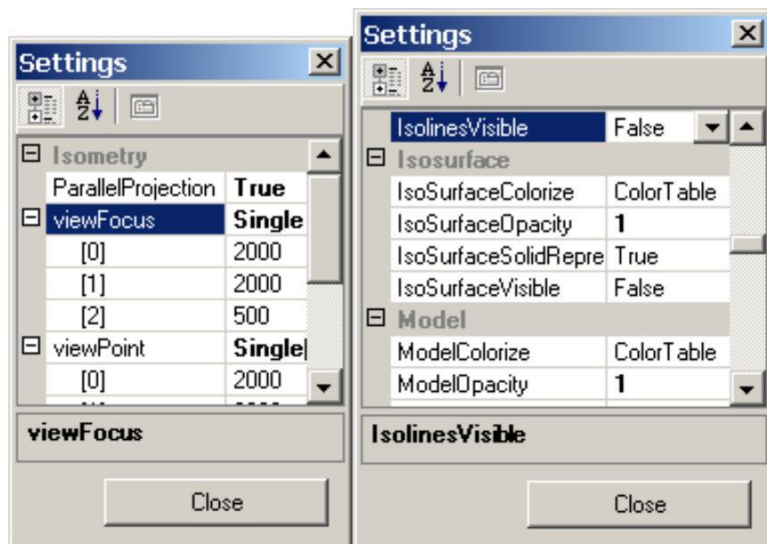 Settings
Isometry
ParallelProjection True
viewFocus Single
[0] 2000
[1] 2000
[2] 500
viewPoint Single
[0] 2000
viewFocus
Close
Settings
IsolinesVisible False
Isosurface
IsoSurfaceColorize ColorTable
IsoSurfaceOpacity 1
IsoSurfaceSolidRepre True
IsoSurfaceVisible False
Model
ModelColorize ColorTable
ModelOpacity 1
IsolinesVisible
Close